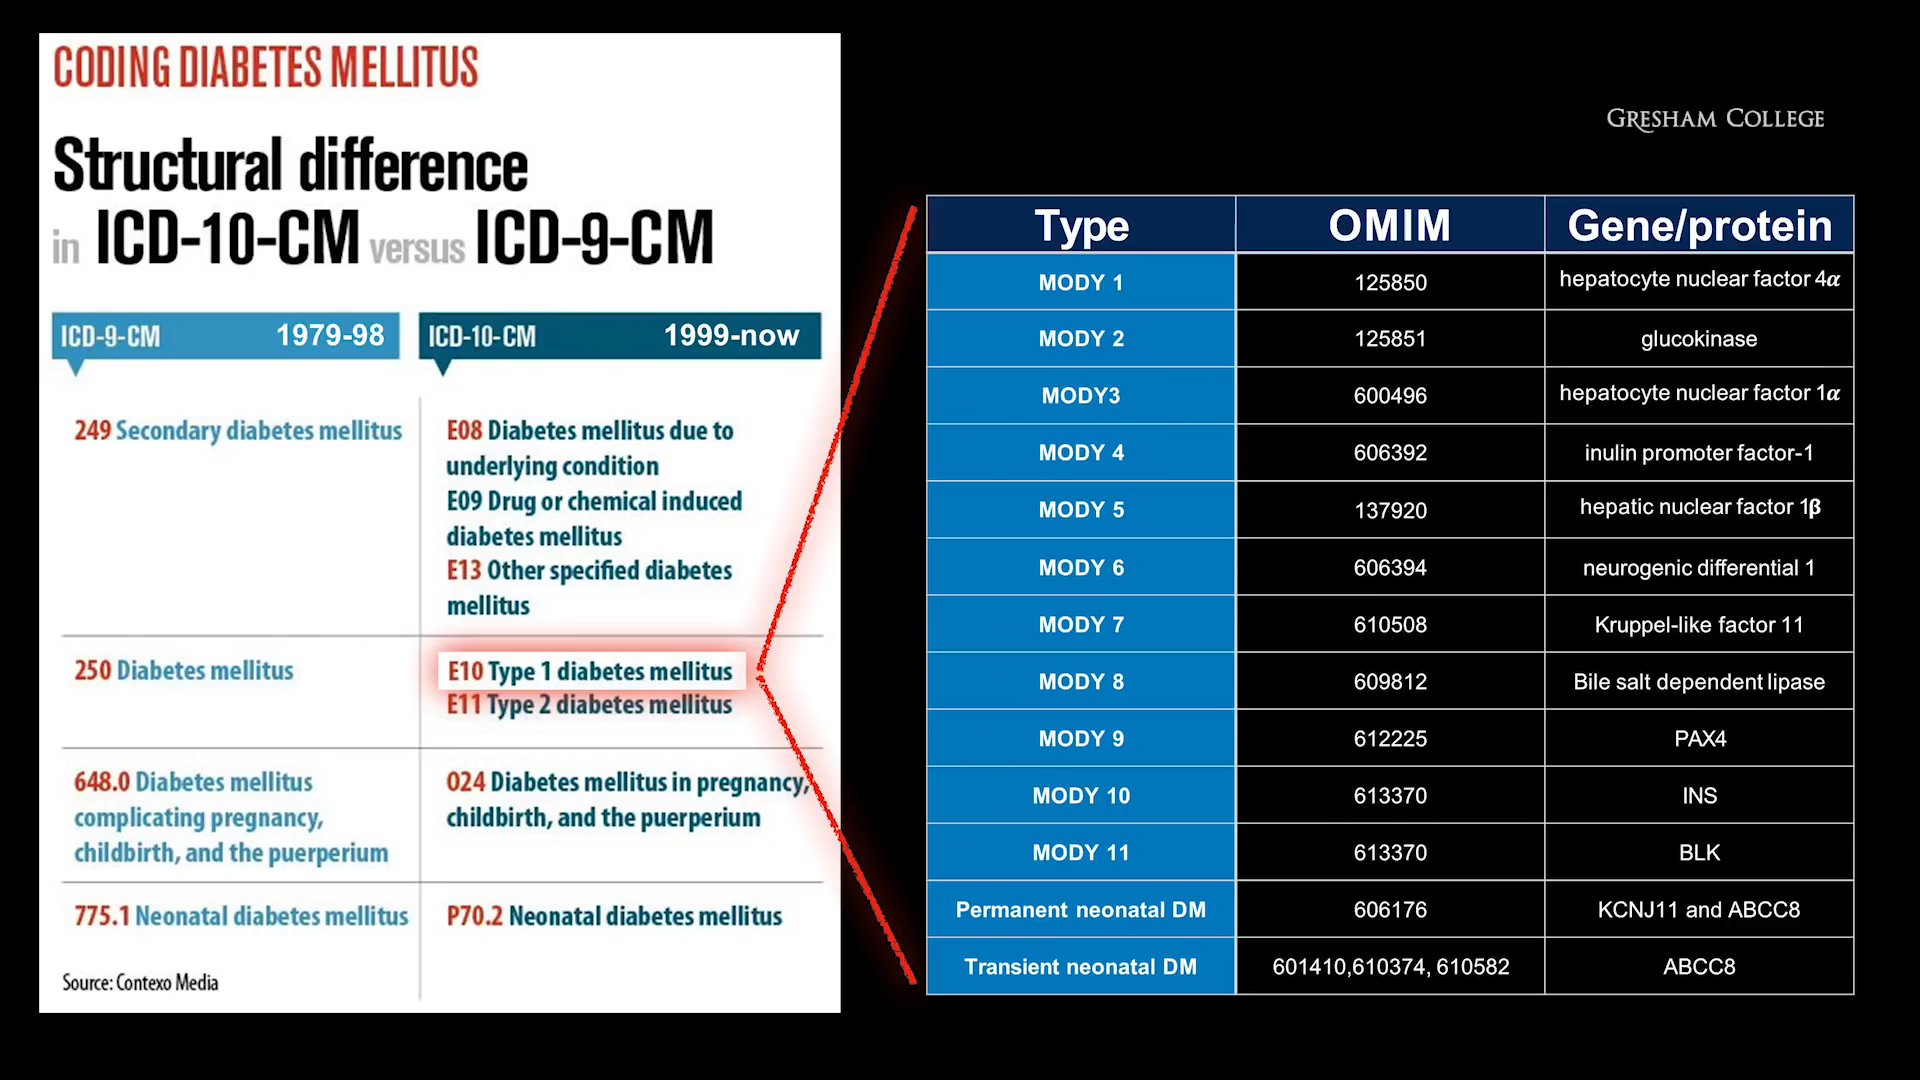 CODING DIABETES MELLITUS
Structural difference
in ICD-10-CM versus ICD-9-CM
ICD-9-CM 1979-98
ICD-10-CM 1999-now
249 Secondary diabetes mellitus
E08 Diabetes mellitus due to
underlying condition
E09 Drug or chemical induced
diabetes mellitus
E13 Other specified diabetes
mellitus
250 Diabetes mellitus
E10 Type 1 diabetes mellitus
E11 Type 2 diabetes mellitus
648.0 Diabetes mellitus
complicating pregnancy,
childbirth, and the puerperium
O24 Diabetes mellitus in pregnancy,
childbirth, and the puerperium
775.1 Neonatal diabetes mellitus
P70.2 Neonatal diabetes mellitus
Source: Contexo Media
GRESHAM COLLEGE
Type OMIM Gene/protein
MODY 1 125850 hepatocyte nuclear factor 4α
MODY 2 125851 glucokinase
MODY3 600496 hepatocyte nuclear factor 1α
MODY 4 606392 inulin promoter factor-1
MODY 5 137920 hepatic nuclear factor 1β
MODY 6 606394 neurogenic differential 1
MODY 7 610508 Kruppel-like factor 11
MODY 8 609812 Bile salt dependent lipase
MODY 9 612225 PAX4
MODY 10 613370 INS
MODY 11 613370 BLK
Permanent neonatal DM 606176 KCNJ11 and ABCC8
Transient neonatal DM 601410,610374, 610582 ABCC8